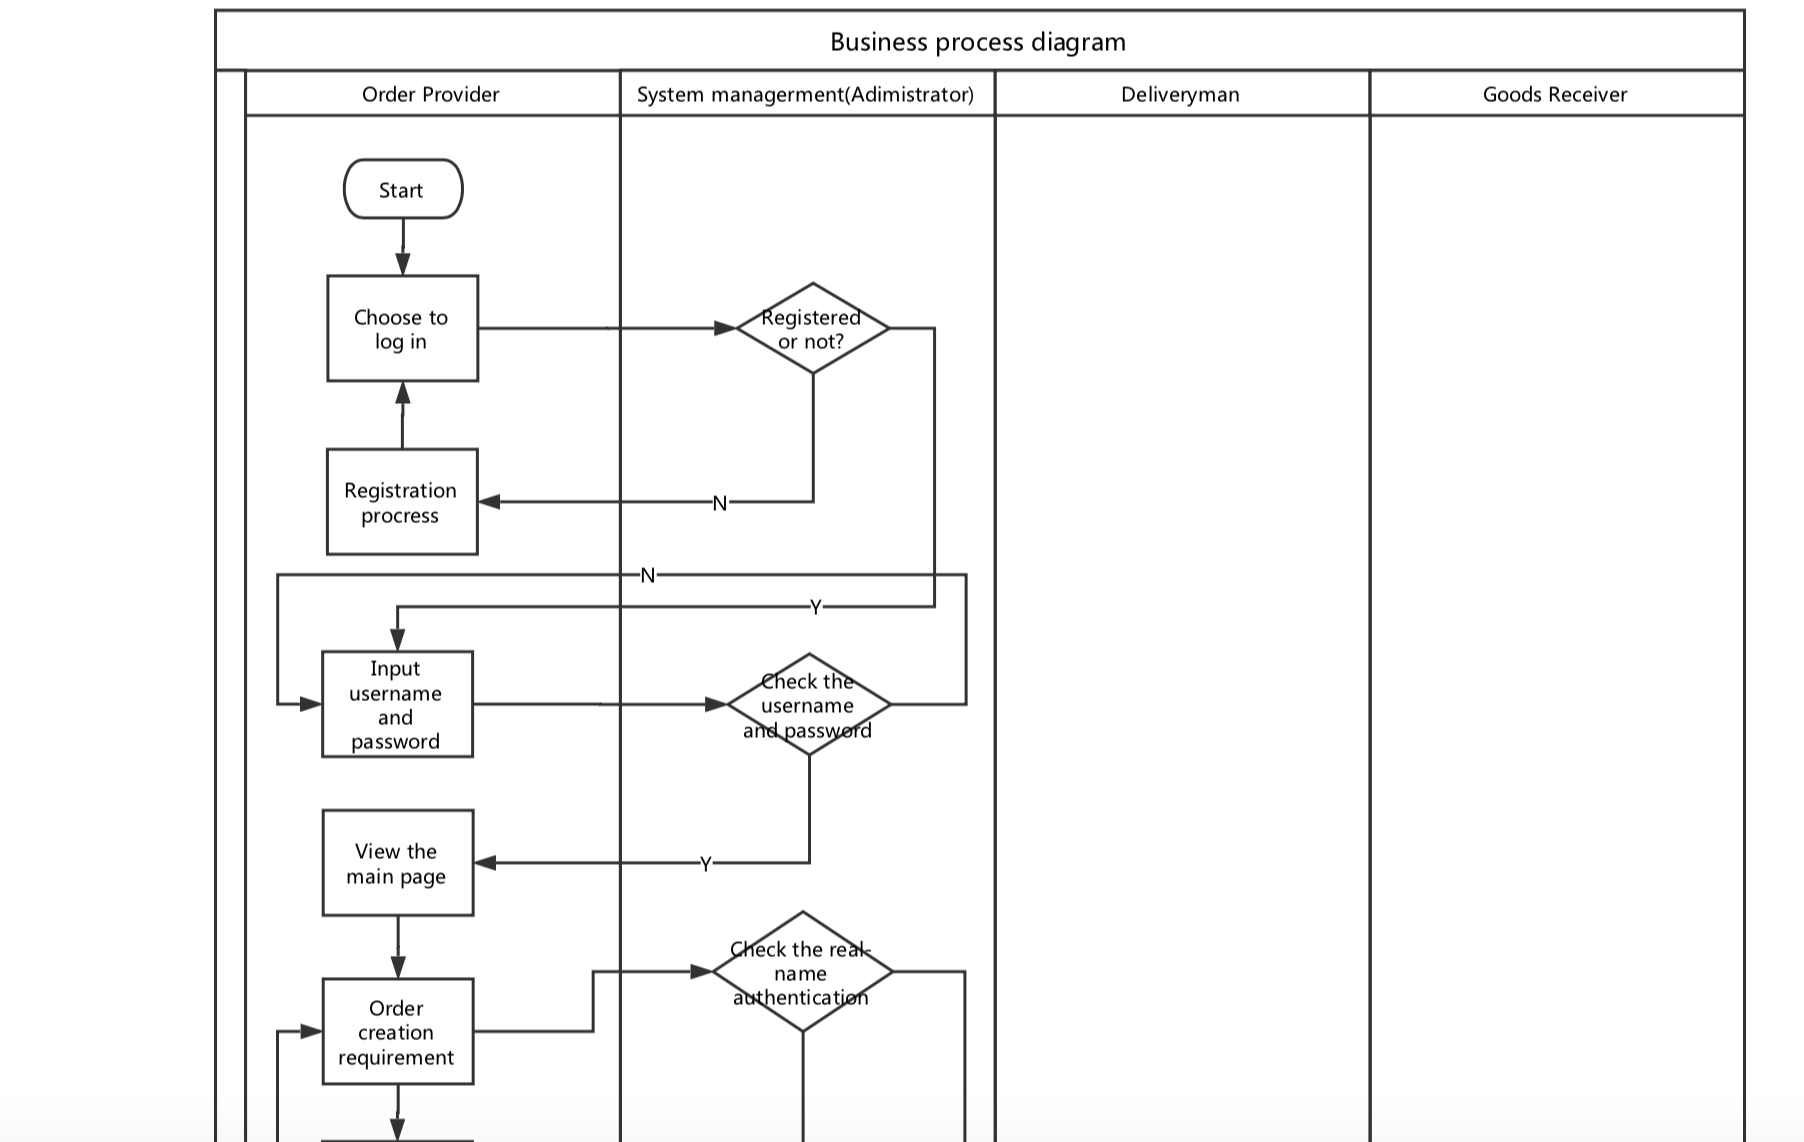 Business process diagram
Order Provider
System managerment(Adimistrator)
Deliveryman
Goods Receiver
Start
Choose to
log in
Registered
or not?
Registration
procress
N
N
Y
Input
username
and
password
Check the
username
and password
View the
main page
Y
Check the real-
name
authentication
Order
creation
requirement